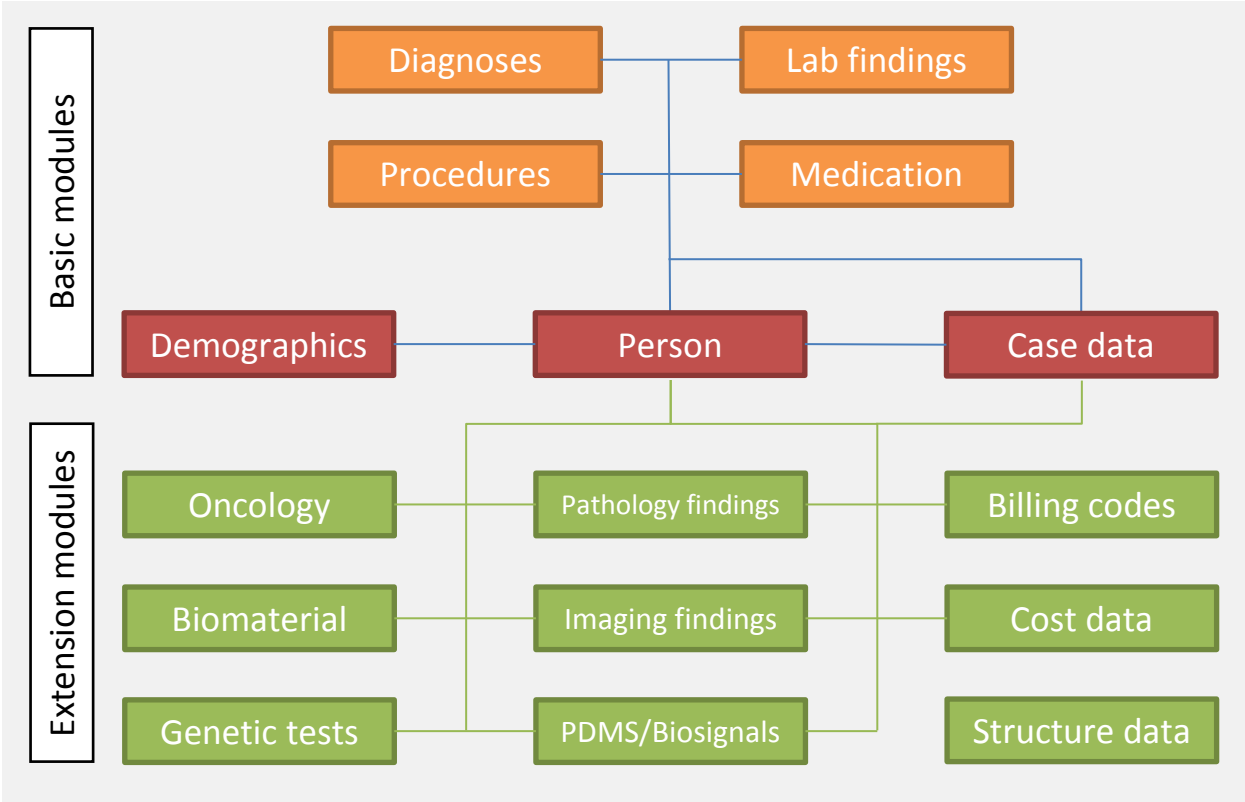 Basic modules
Diagnoses
Lab findings
Procedures
Medication
Demographics
Person
Case data
Extension modules
Oncology
Pathology findings
Billing codes
Biomaterial
Imaging findings
Cost data
Genetic tests
PDMS/Biosignals
Structure data